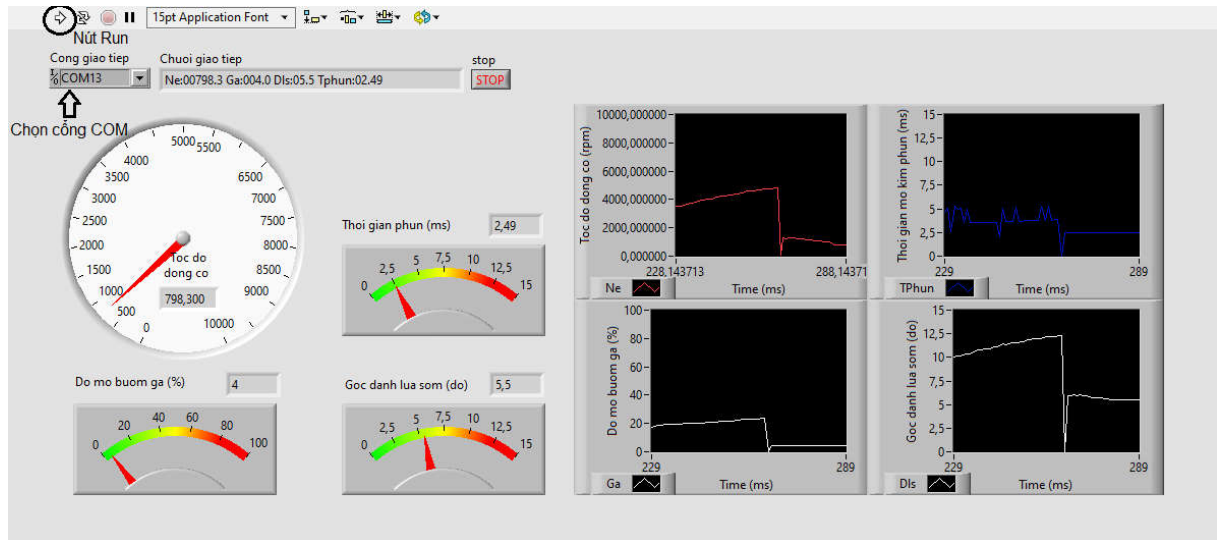 15pt Application Font
Nút Run
Cong giao tiep
Chuoi giao tiep
stop
COM13
Ne:00798.3 Ga:004.0 Dls:05.5 Tphun:02.49
STOP
Chọn cổng COM
0
500
1000
1500
2000
2500
3000
3500
4000
5000
5500
6500
7000
7500
8000
8500
9000
10000
Toc do
dong co
798,300
Thoi gian phun (ms)
2,49
0
2,5
5
7,5
10
12,5
15
Do mo buom ga (%)
4
0
20
40
60
80
100
Goc danh lua som (do)
5,5
0
2,5
5
7,5
10
12,5
15
Toc do dong co (rpm)
10000,000000
8000,000000
6000,000000
4000,000000
2000,000000
0,000000
228,143713
288,14371
Ne
Time (ms)
Thoi gian mo kim phun (ms)
15
12,5
10
7,5
5
2,5
0
229
289
TPhun
Time (ms)
Do mo buom ga (%)
100
80
60
40
20
0
229
289
Ga
Time (ms)
Goc danh lua som (do)
15
12,5
10
7,5
5
2,5
0
229
289
Dls
Time (ms)